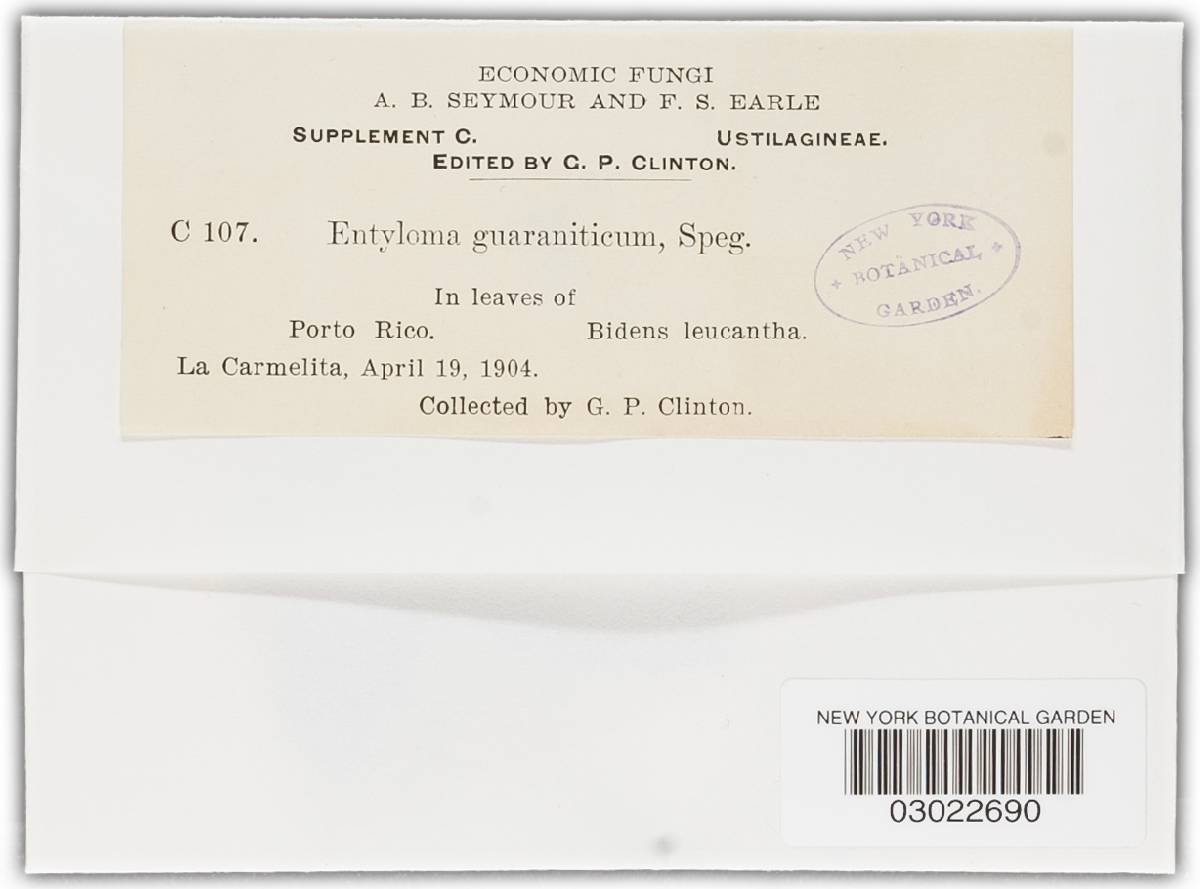 ECONOMIC FUNGI
A. B. SEYMOUR AND F. S. EARLE
SUPPLEMENT C. USTILAGINEAE.
EDITED BY G. P. CLINTON.
C 107. Entyloma guaraniticum, Speg.
NEW YORK
BOTANICAL
GARDEN.
In leaves of
Porto Rico. Bidens leucantha.
La Carmelita, April 19, 1904.
Collected by G. P. Clinton.
NEW YORK BOTANICAL GARDEN
03022690